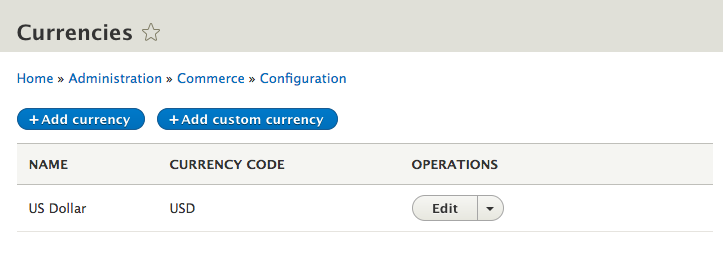 Currencies
Home » Administration » Commerce » Configuration
+Add currency +Add custom currency
NAME CURRENCY CODE OPERATIONS
US Dollar USD Edit